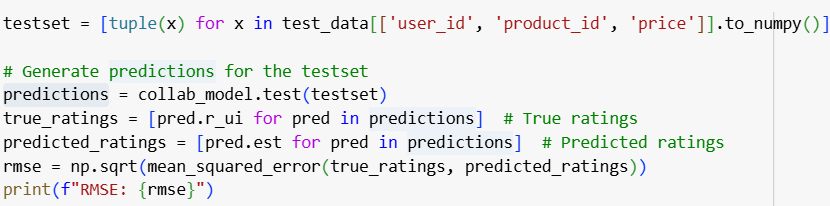 testset = [tuple(x) for x in test_data[['user_id', 'product_id', 'price']].to_numpy()]
# Generate predictions for the testset
predictions = collab_model.test(testset)
true_ratings = [pred.r_ui for pred in predictions]  # True ratings
predicted_ratings = [pred.est for pred in predictions]  # Predicted ratings
rmse = np.sqrt(mean_squared_error(true_ratings, predicted_ratings))
print(f"RMSE: {rmse}")